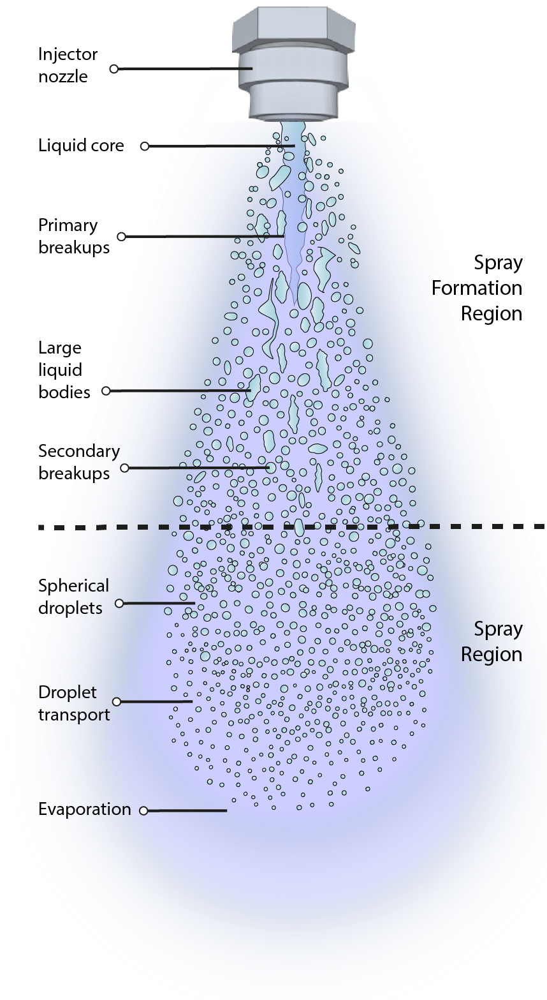 Injector
nozzle
Liquid core
Primary
breakups
Spray
Formation
Region
Large
liquid
bodies
Secondary
breakups
Spherical
droplets
Spray
Region
Droplet
transport
Evaporation